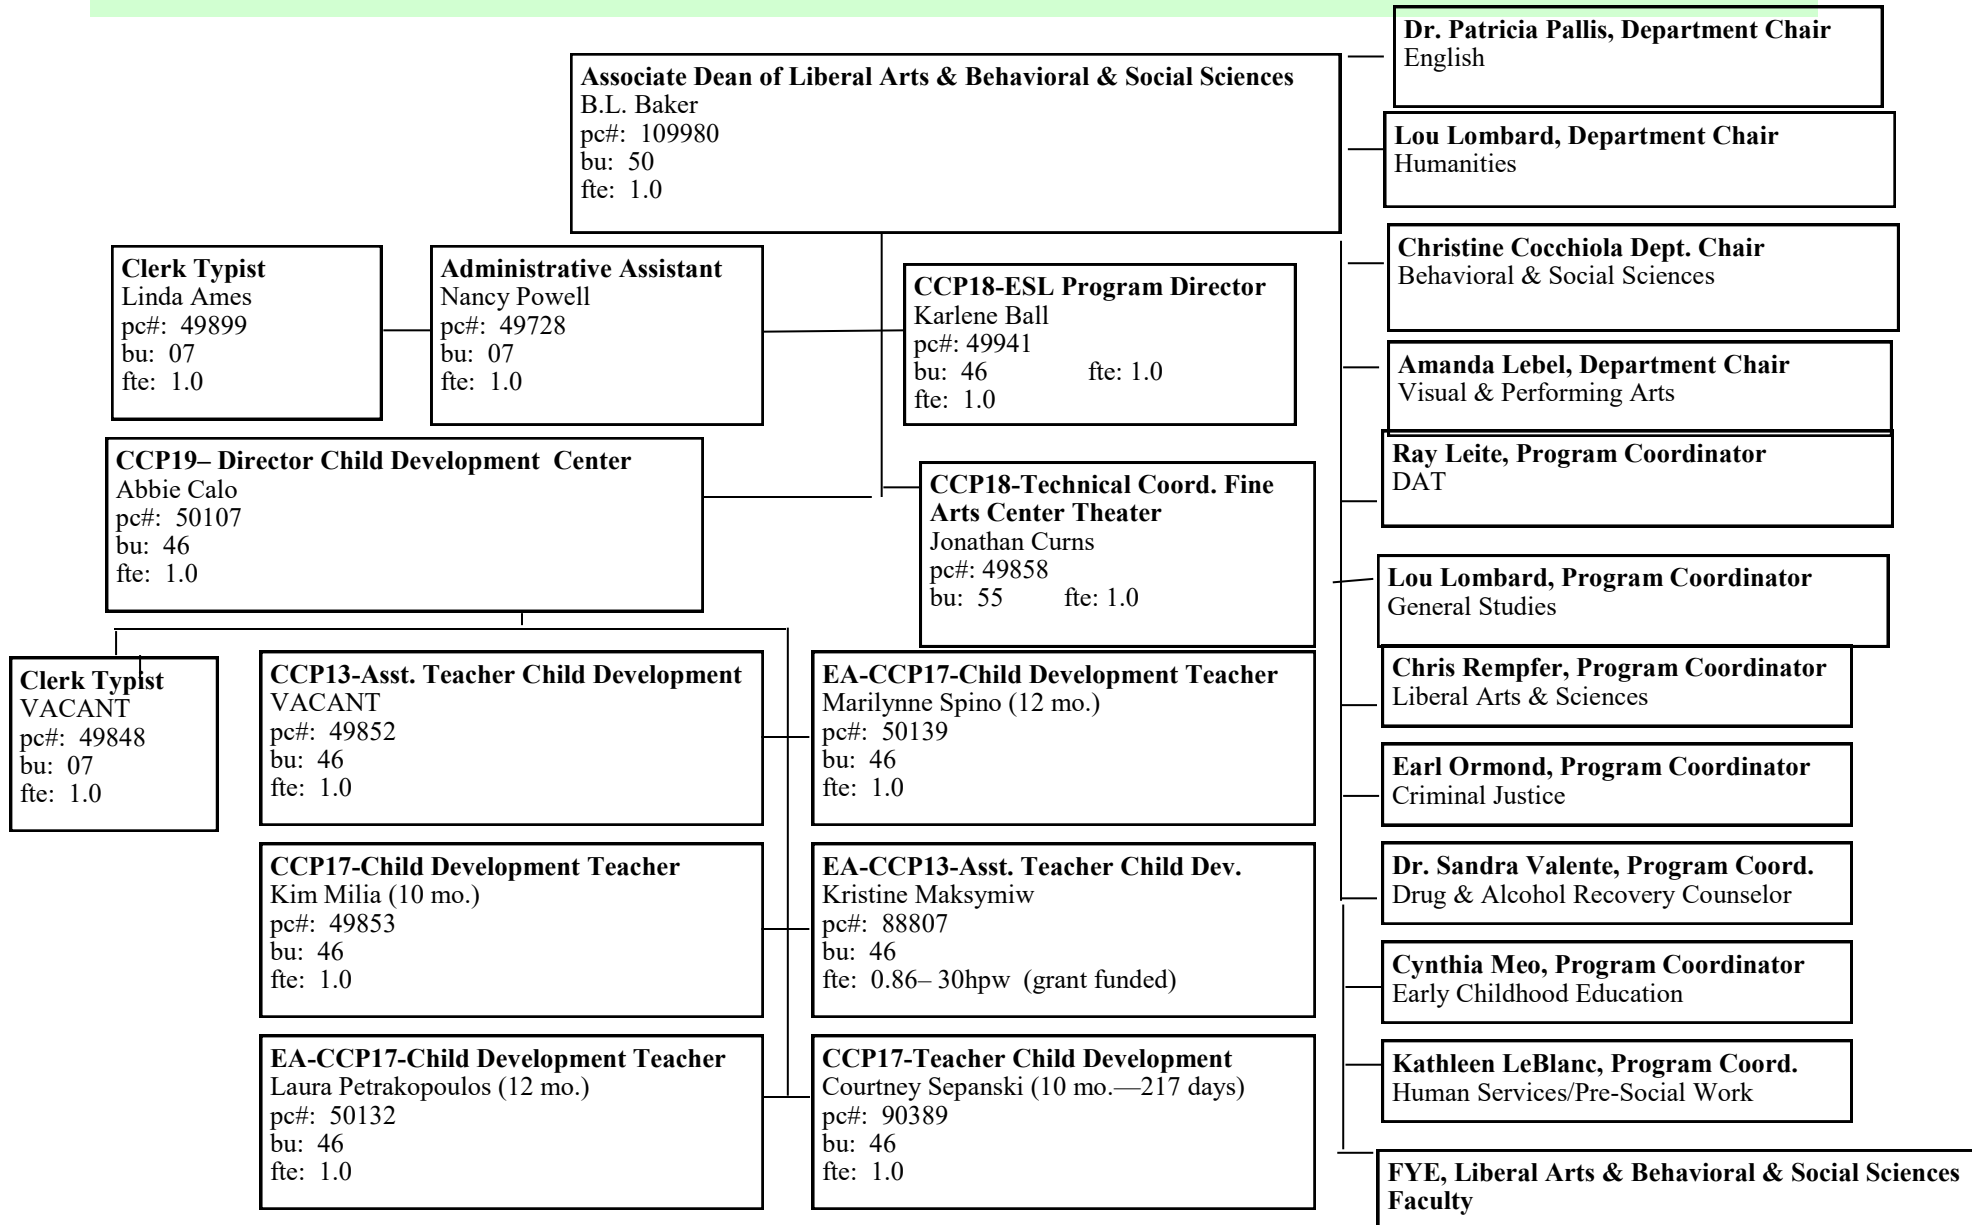 Associate Dean of Liberal Arts & Behavioral & Social Sciences
B.L. Baker
pc#: 109980
bu: 50
fte: 1.0
Clerk Typist
Linda Ames
pc#: 49899
bu: 07
fte: 1.0
Administrative Assistant
Nancy Powell
pc#: 49728
bu: 07
fte: 1.0
CCP18-ESL Program Director
Karlene Ball
pc#: 49941
bu: 46 fte: 1.0
fte: 1.0
CCP19– Director Child Development Center
Abbie Calo
pc#: 50107
bu: 46
fte: 1.0
CCP18-Technical Coord. Fine
Arts Center Theater
Jonathan Curns
pc#: 49858
bu: 55 fte: 1.0
Clerk Typist
VACANT
pc#: 49848
bu: 07
fte: 1.0
CCP13-Asst. Teacher Child Development
VACANT
pc#: 49852
bu: 46
fte: 1.0
EA-CCP17-Child Development Teacher
Marilynne Spino (12 mo.)
pc#: 50139
bu: 46
fte: 1.0
CCP17-Child Development Teacher
Kim Milia (10 mo.)
pc#: 49853
bu: 46
fte: 1.0
EA-CCP13-Asst. Teacher Child Dev.
Kristine Maksymiw
pc#: 88807
bu: 46
fte: 0.86– 30hpw (grant funded)
EA-CCP17-Child Development Teacher
Laura Petrakopoulos (12 mo.)
pc#: 50132
bu: 46
fte: 1.0
CCP17-Teacher Child Development
Courtney Sepanski (10 mo.—217 days)
pc#: 90389
bu: 46
fte: 1.0
Dr. Patricia Pallis, Department Chair
English
Lou Lombard, Department Chair
Humanities
Christine Cocchiola Dept. Chair
Behavioral & Social Sciences
Amanda Lebel, Department Chair
Visual & Performing Arts
Ray Leite, Program Coordinator
DAT
Lou Lombard, Program Coordinator
General Studies
Chris Rempfer, Program Coordinator
Liberal Arts & Sciences
Earl Ormond, Program Coordinator
Criminal Justice
Dr. Sandra Valente, Program Coord.
Drug & Alcohol Recovery Counselor
Cynthia Meo, Program Coordinator
Early Childhood Education
Kathleen LeBlanc, Program Coord.
Human Services/Pre-Social Work
FYE, Liberal Arts & Behavioral & Social Sciences
Faculty